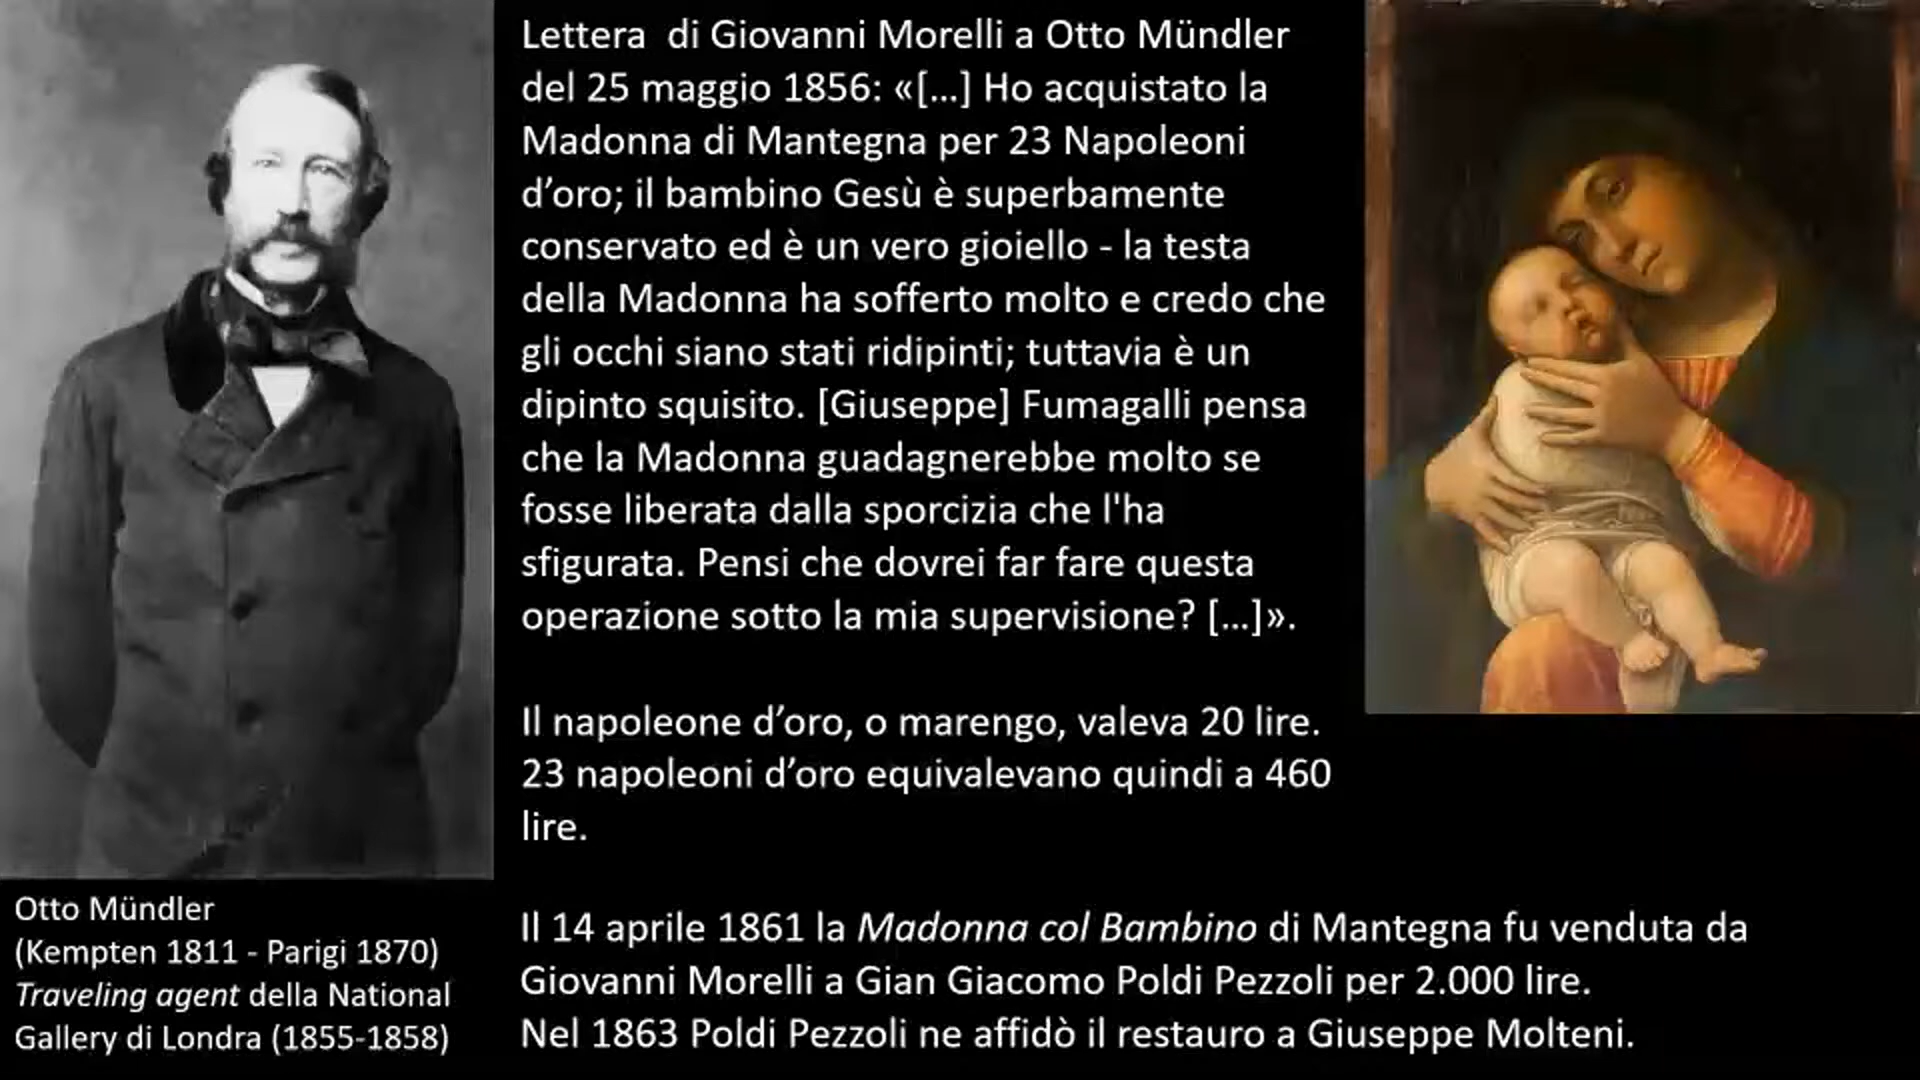 Lettera di Giovanni Morelli a Otto Mündler
del 25 maggio 1856: «[...] Ho acquistato la
Madonna di Mantegna per 23 Napoleoni
d’oro; il bambino Gesù è superbamente
conservato ed è un vero gioiello - la testa
della Madonna ha sofferto molto e credo che
gli occhi siano stati ridipinti; tuttavia è un
dipinto squisito. [Giuseppe] Fumagalli pensa
che la Madonna guadagnerebbe molto se
fosse liberata dalla sporcizia che l'ha
sfigurata. Pensi che dovrei far fare questa
operazione sotto la mia supervisione? [...]».
Il napoleone d’oro, o marengo, valeva 20 lire.
23 napoleoni d’oro equivalevano quindi a 460
lire.
Otto Mündler
(Kempten 1811 - Parigi 1870)
Traveling agent della National
Gallery di Londra (1855-1858)
Il 14 aprile 1861 la Madonna col Bambino di Mantegna fu venduta da
Giovanni Morelli a Gian Giacomo Poldi Pezzoli per 2.000 lire.
Nel 1863 Poldi Pezzoli ne affidò il restauro a Giuseppe Molteni.